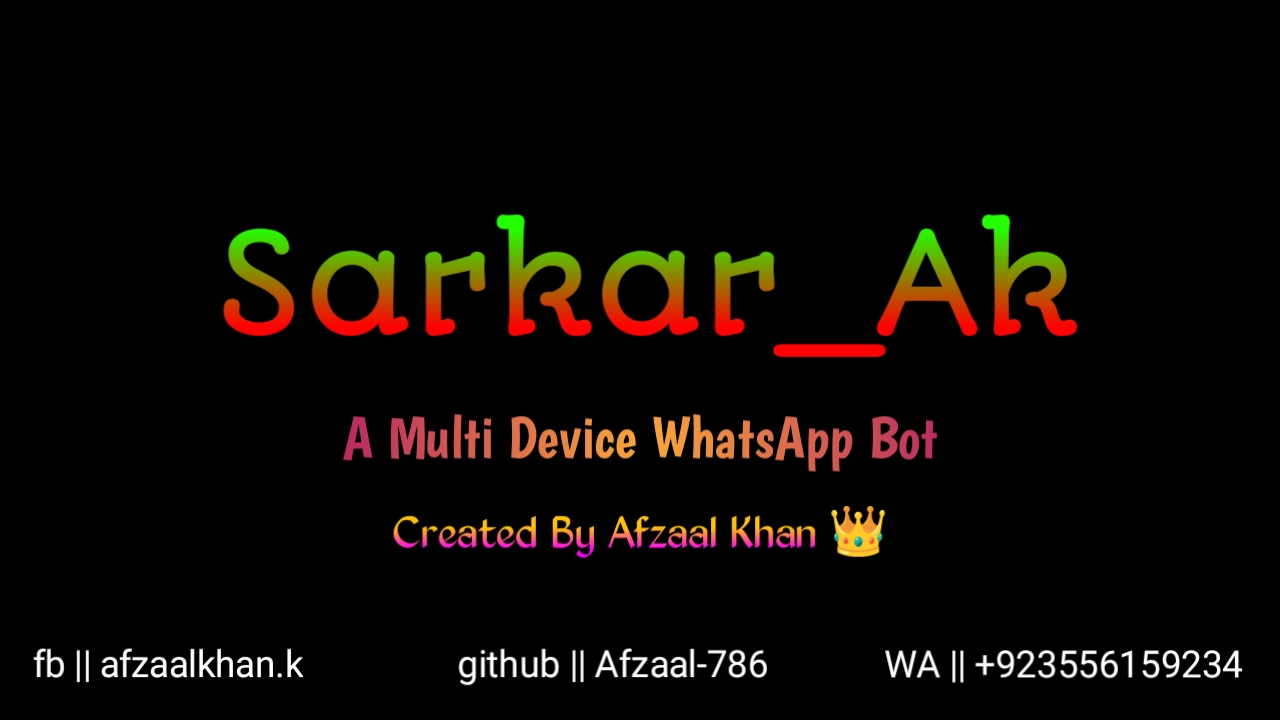 Sarkar_Ak
A Multi Device WhatsApp Bot
Created By Afzaal Khan 👑
fb || afzaalkhan.k github || Afzaal-786 WA || +923556159234